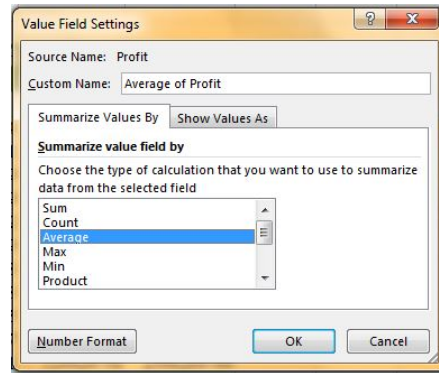 Value Field Settings
Source Name: Profit
Custom Name: Average of Profit
Summarize Values By Show Values As
Summarize value field by
Choose the type of calculation that you want to use to summarize
data from the selected field
Sum
Count
Average
Max
Min
Product
Number Format OK Cancel